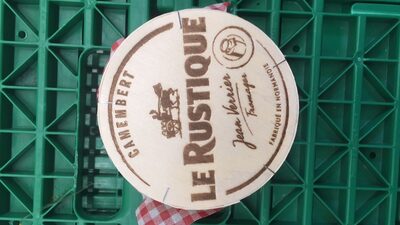 CAMEMBERT
LE RUSTIQUE
Jean Verrier
Fromager
FABRIQUÉ EN NORMANDIE